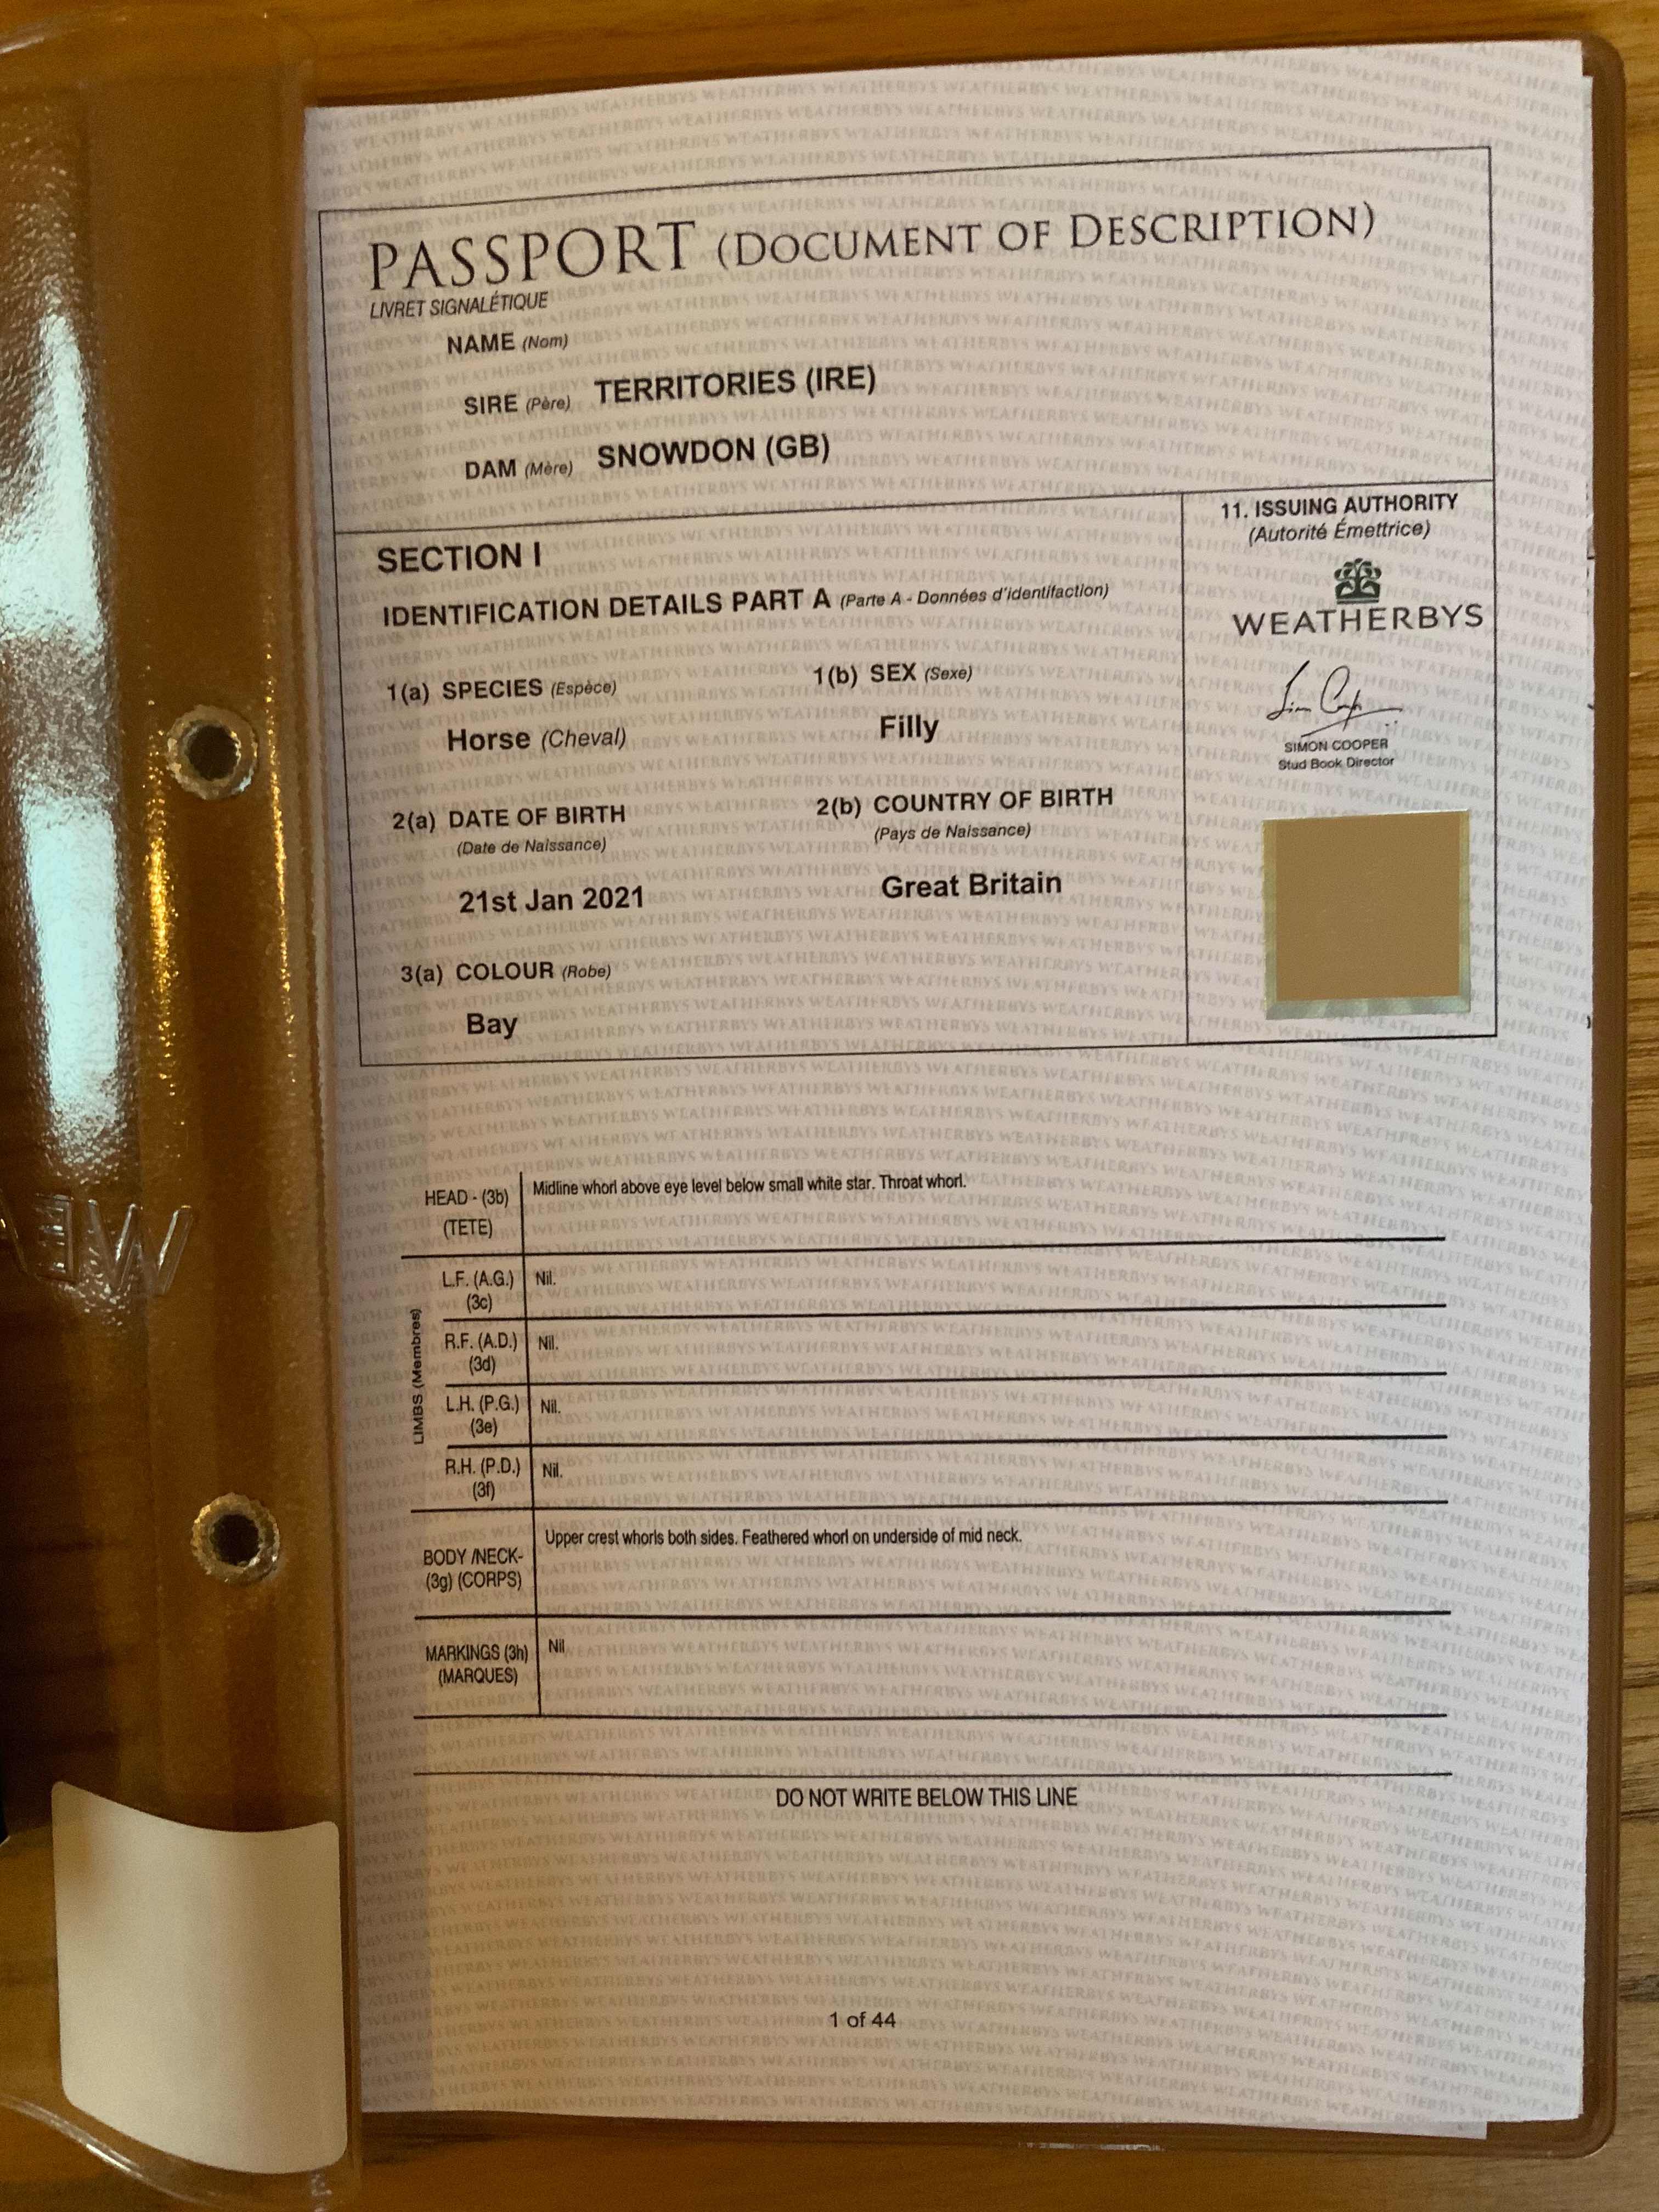 PASSPORT (DOCUMENT OF DESCRIPTION)
LIVRET SIGNALÉTIQUE
NAME (Nom)
SIRE (Père) TERRITORIES (IRE)
DAM (Mère) SNOWDON (GB)
SECTION I
IDENTIFICATION DETAILS PART A (Parte A - Données d'identifaction)
1(a) SPECIES (Espèce)
1(b) SEX (Sexe)
Horse (Cheval)
Filly
2(a) DATE OF BIRTH
(Date de Naissance)
2(b) COUNTRY OF BIRTH
(Pays de Naissance)
21st Jan 2021
Great Britain
3(a) COLOUR (Robe)
Bay
11. ISSUING AUTHORITY
(Autorité Émettrice)
WEATHERBYS
SIMON COOPER
Stud Book Director
HEAD - (3b)
(TETE)
Midline whorl above eye level below small white star. Throat whorl.
LIMBS (Membres)
L.F. (A.G.)
(3c)
Nil.
R.F. (A.D.)
(3d)
Nil.
L.H. (P.G.)
(3e)
Nil.
R.H. (P.D.)
(3f)
Nil.
BODY /NECK-
(3g) (CORPS)
Upper crest whorls both sides. Feathered whorl on underside of mid neck.
MARKINGS (3h)
(MARQUES)
Nil
DO NOT WRITE BELOW THIS LINE
1 of 44